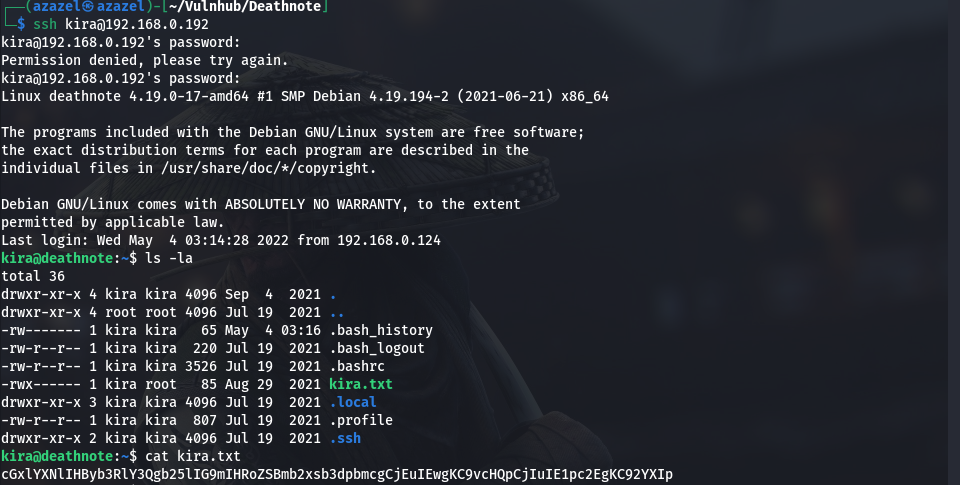 (azazel㉿azazel)-[~/Vulnhub/Deathnote]
$ ssh kira@192.168.0.192
kira@192.168.0.192's password:
Permission denied, please try again.
kira@192.168.0.192's password:
Linux deathnote 4.19.0-17-amd64 #1 SMP Debian 4.19.194-2 (2021-06-21) x86_64
The programs included with the Debian GNU/Linux system are free software;
the exact distribution terms for each program are described in the
individual files in /usr/share/doc/*/copyright.
Debian GNU/Linux comes with ABSOLUTELY NO WARRANTY, to the extent
permitted by applicable law.
Last login: Wed May  4 03:14:28 2022 from 192.168.0.124
kira@deathnote:~$ ls -la
total 36
drwxr-xr-x 4 kira kira 4096 Sep  4  2021 .
drwxr-xr-x 4 root root 4096 Jul 19  2021 ..
-rw------- 1 kira kira   65 May  4 03:16 .bash_history
-rw-r--r-- 1 kira kira  220 Jul 19  2021 .bash_logout
-rw-r--r-- 1 kira kira 3526 Jul 19  2021 .bashrc
-rwx------ 1 kira root   85 Aug 29  2021 kira.txt
drwxr-xr-x 3 kira kira 4096 Jul 19  2021 .local
-rw-r--r-- 1 kira kira  807 Jul 19  2021 .profile
drwxr-xr-x 2 kira kira 4096 Jul 19  2021 .ssh
kira@deathnote:~$ cat kira.txt
cGxlYXNlIHByb3RlY3Qgb25lIG9mIHRoZSBmb2xsb3dpbmcgCjEuIEwgKC9vcHQpCjIuIE1pc2EgKC92YXIp